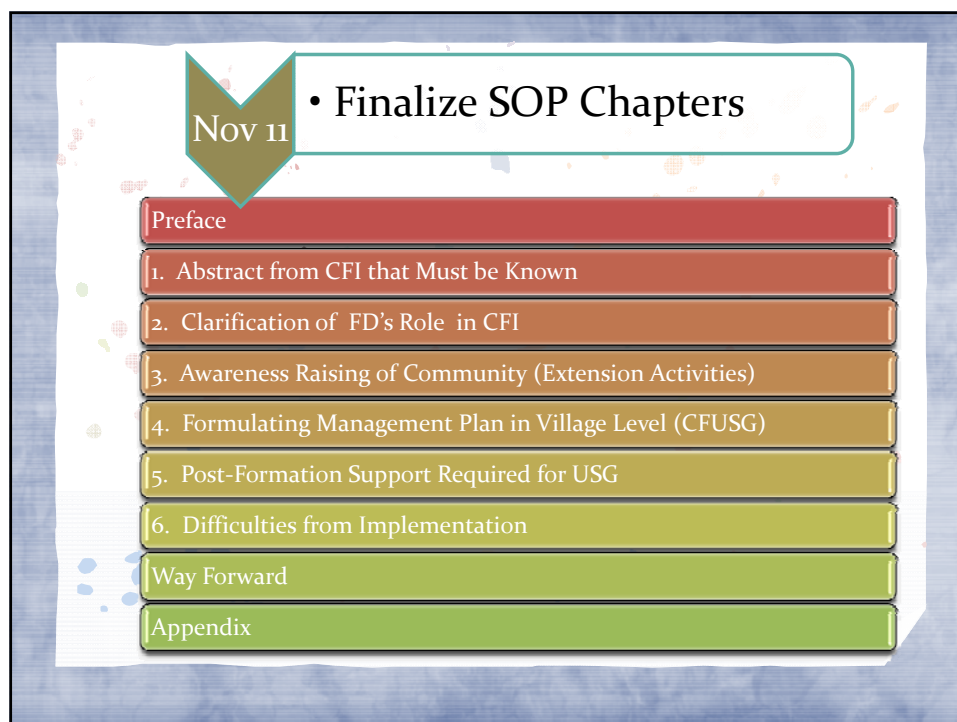 Nov 11
• Finalize SOP Chapters
Preface
1. Abstract from CFI that Must be Known
2. Clarification of FD's Role in CFI
3. Awareness Raising of Community (Extension Activities)
4. Formulating Management Plan in Village Level (CFUSG)
5. Post-Formation Support Required for USG
6. Difficulties from Implementation
Way Forward
Appendix